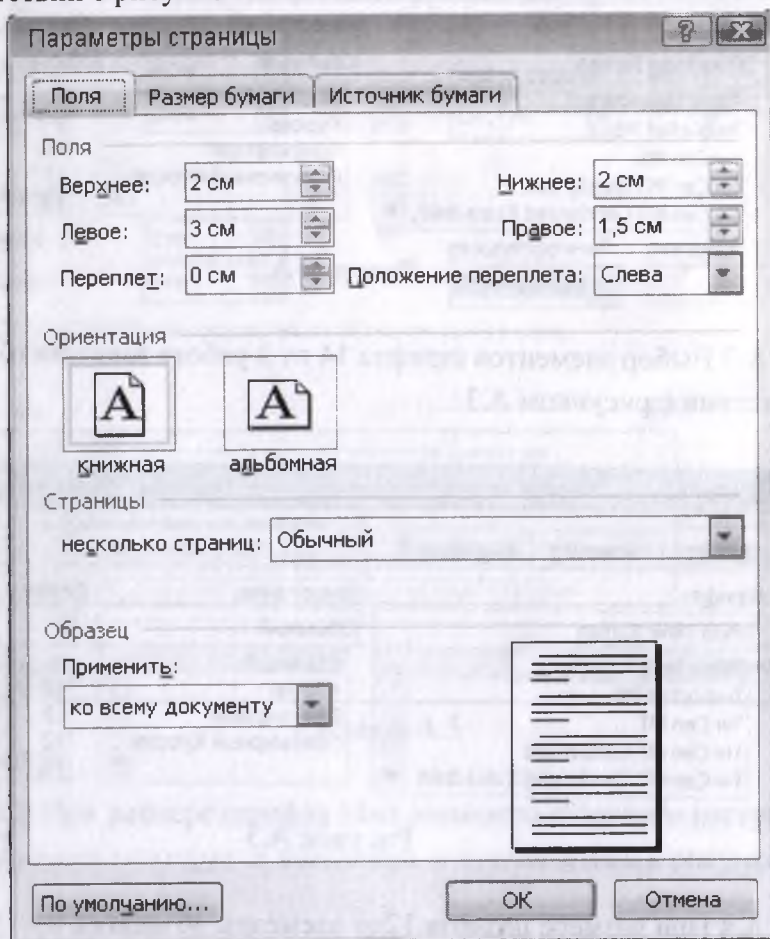 Параметры страницы
Поля Размер бумаги Источник бумаги
Поля
Верхнее: 2 см Нижнее: 2 см
Левое: 3 см Правое: 1,5 см
Переплет: 0 см Положение переплета: Слева
Ориентация
A A
книжная альбомная
Страницы
несколько страниц: Обычный
Образец
Применить:
ко всему документу
По умолчанию... ОК Отмена